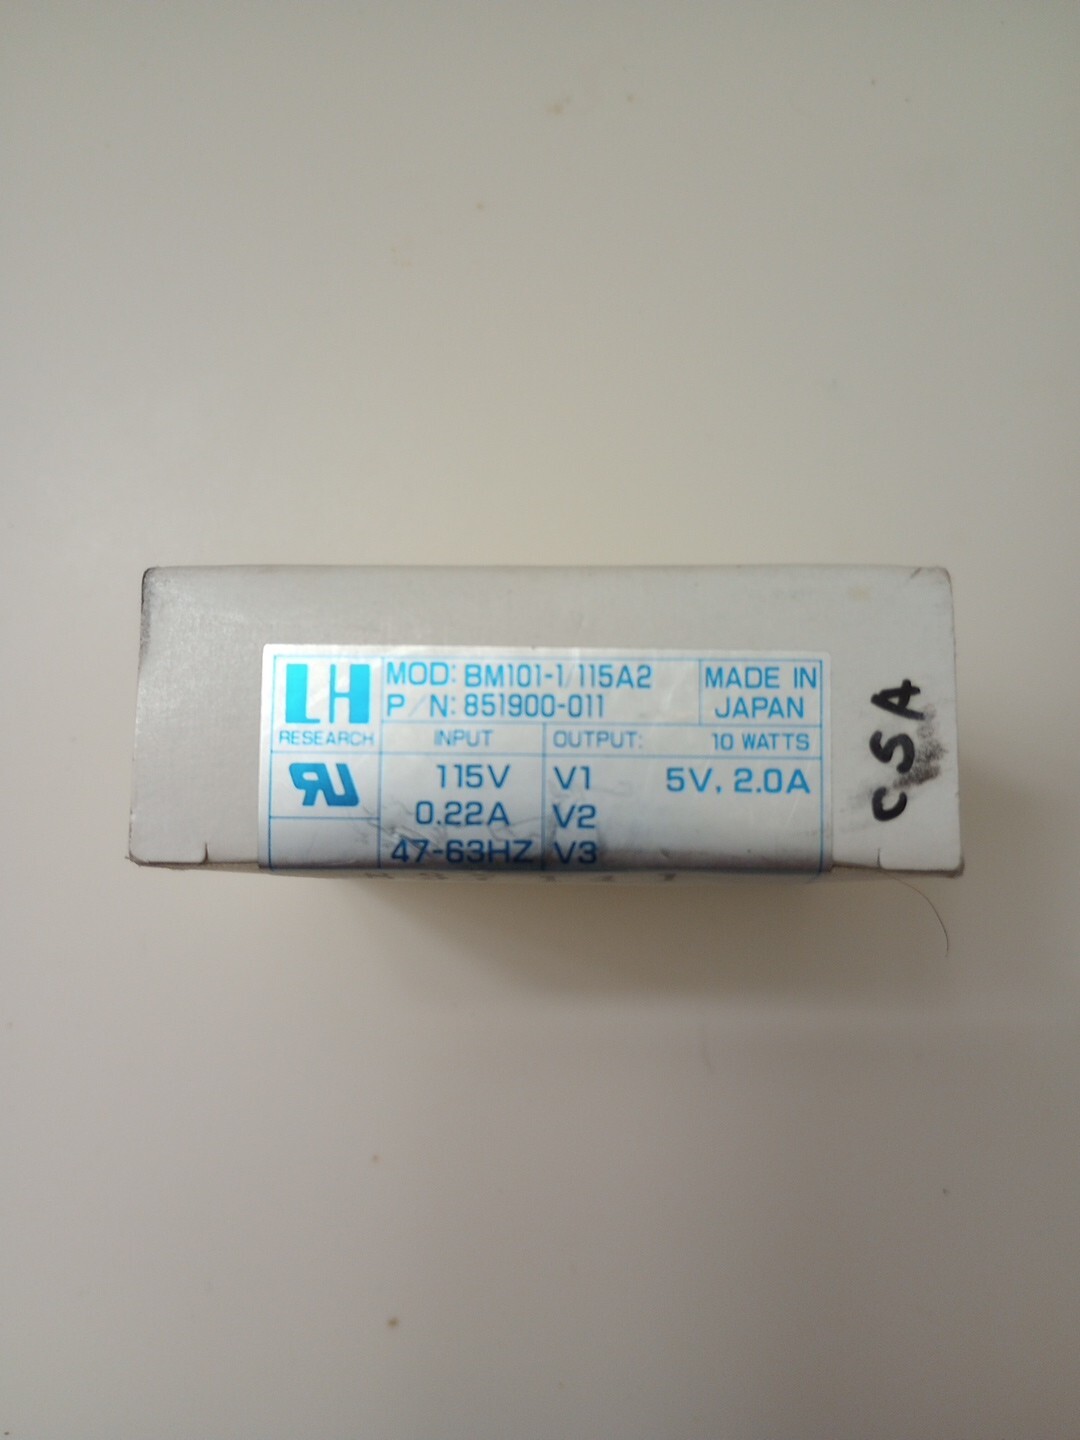 LH
RESEARCH
MOD: BM101-1/115A2
P/N: 851900-011
MADE IN
JAPAN
INPUT
OUTPUT: 10 WATTS
115V
0.22A
47-63HZ
V1 5V, 2.0A
V2
V3
CSA